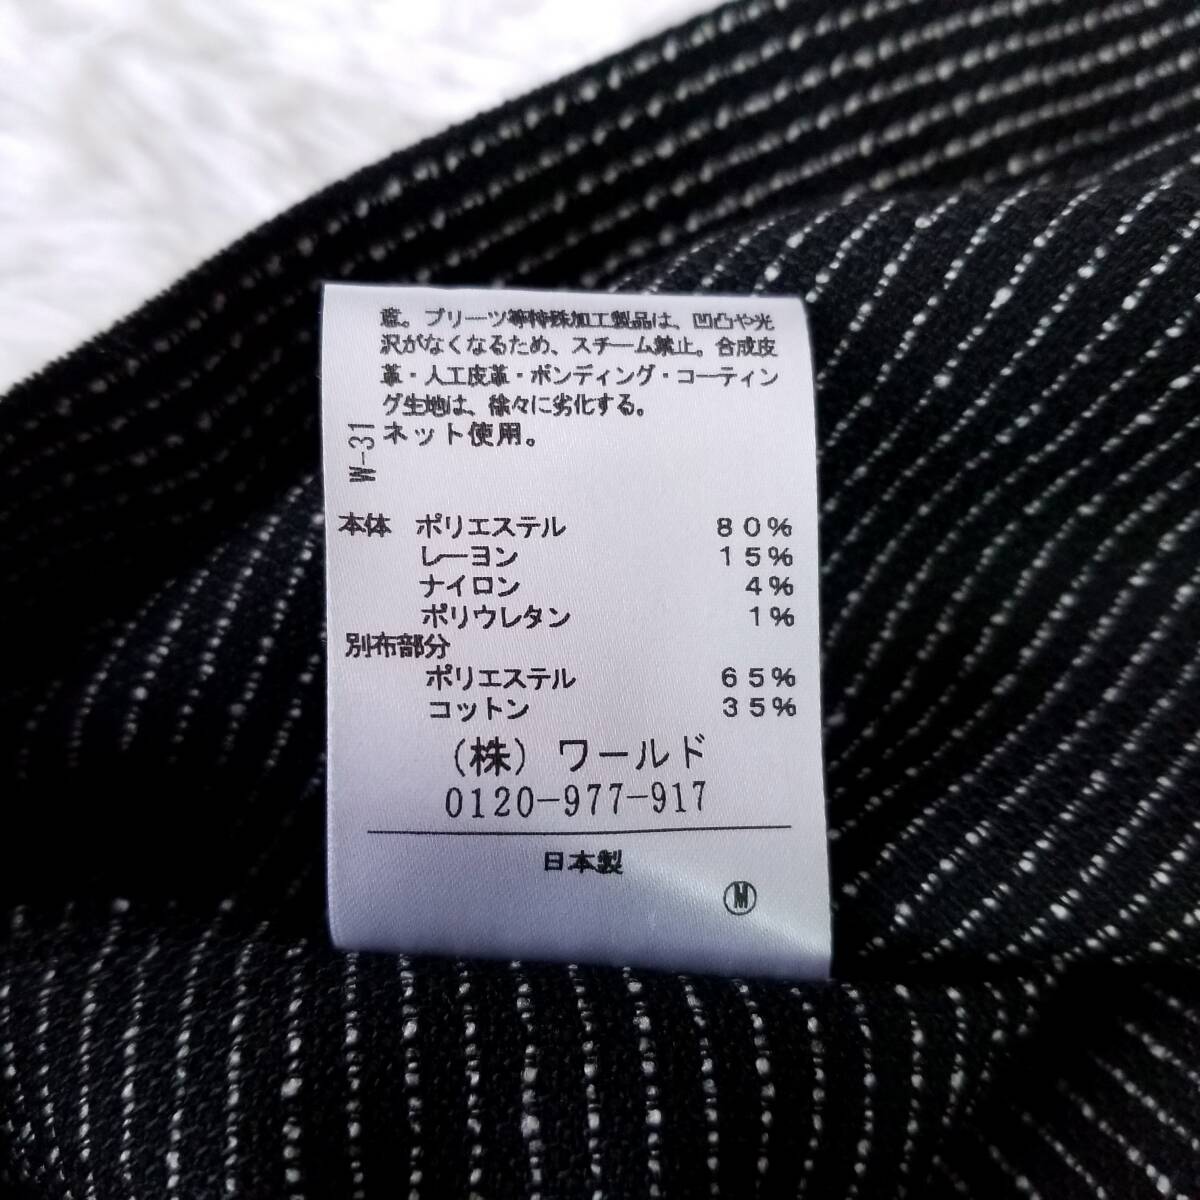 意。プリーツ等特殊加工製品は、凹凸や光
沢がなくなるため、スチーム禁止。合成皮
革・人工皮革・ボンディング・コーティン
グ生地は、徐々に劣化する。
ネット使用。
W-31
本体 ポリエステル 80%
レーヨン 15%
ナイロン 4%
ポリウレタン 1%
別布部分
ポリエステル 65%
コットン 35%
(株) ワールド
0120-977-917
日本製
M